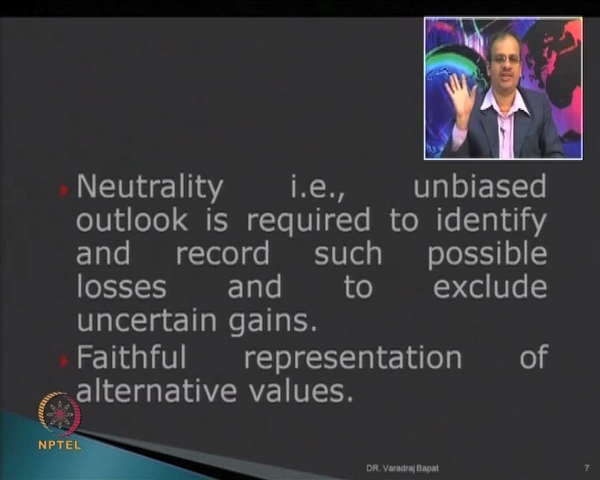 Neutrality i.e., unbiased
outlook is required to identify
and record such possible
losses and to exclude
uncertain gains.
Faithful representation of
alternative values.
NPTEL
DR. Varadraj Bapat
7